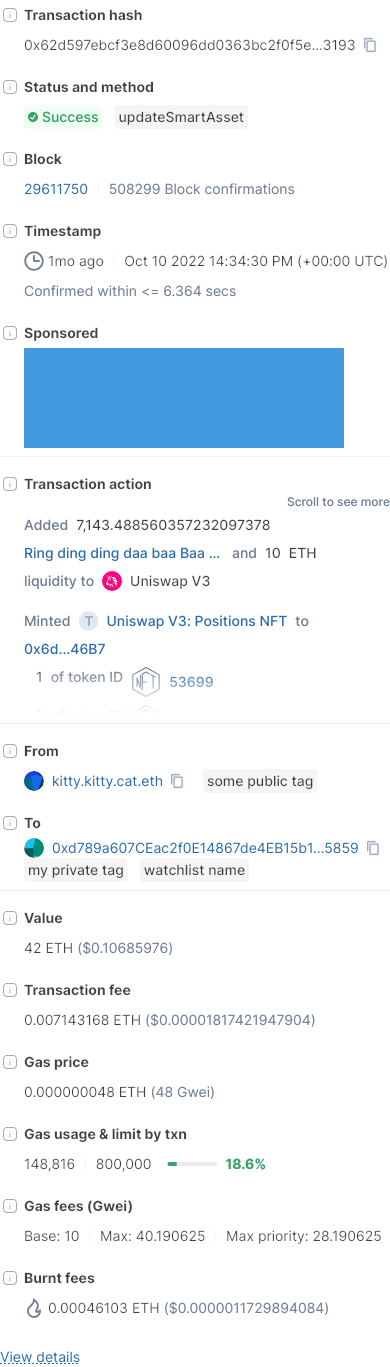 Transaction hash
0x62d597ebcf3e8d60096dd0363bc2f0f5e...3193
Status and method
Success updateSmartAsset
Block
29611750 508299 Block confirmations
Timestamp
1mo ago Oct 10 2022 14:34:30 PM (+00:00 UTC)
Confirmed within <= 6.364 secs
Sponsored
Transaction action
Scroll to see more
Added 7,143.488560357232097378
Ring ding ding daa baa Baa ... and 10 ETH
liquidity to Uniswap V3
Minted T Uniswap V3: Positions NFT to
0x6d...46B7
1 of token ID NFT 53699
From
kitty.kitty.cat.eth some public tag
To
0xd789a607CEac2f0E14867de4EB15b1...5859
my private tag watchlist name
Value
42 ETH ($0.10685976)
Transaction fee
0.007143168 ETH ($0.00001817421947904)
Gas price
0.000000048 ETH (48 Gwei)
Gas usage & limit by txn
148,816 800,000 18.6%
Gas fees (Gwei)
Base: 10 Max: 40.190625 Max priority: 28.190625
Burnt fees
0.00046103 ETH ($0.0000011729894084)
View details